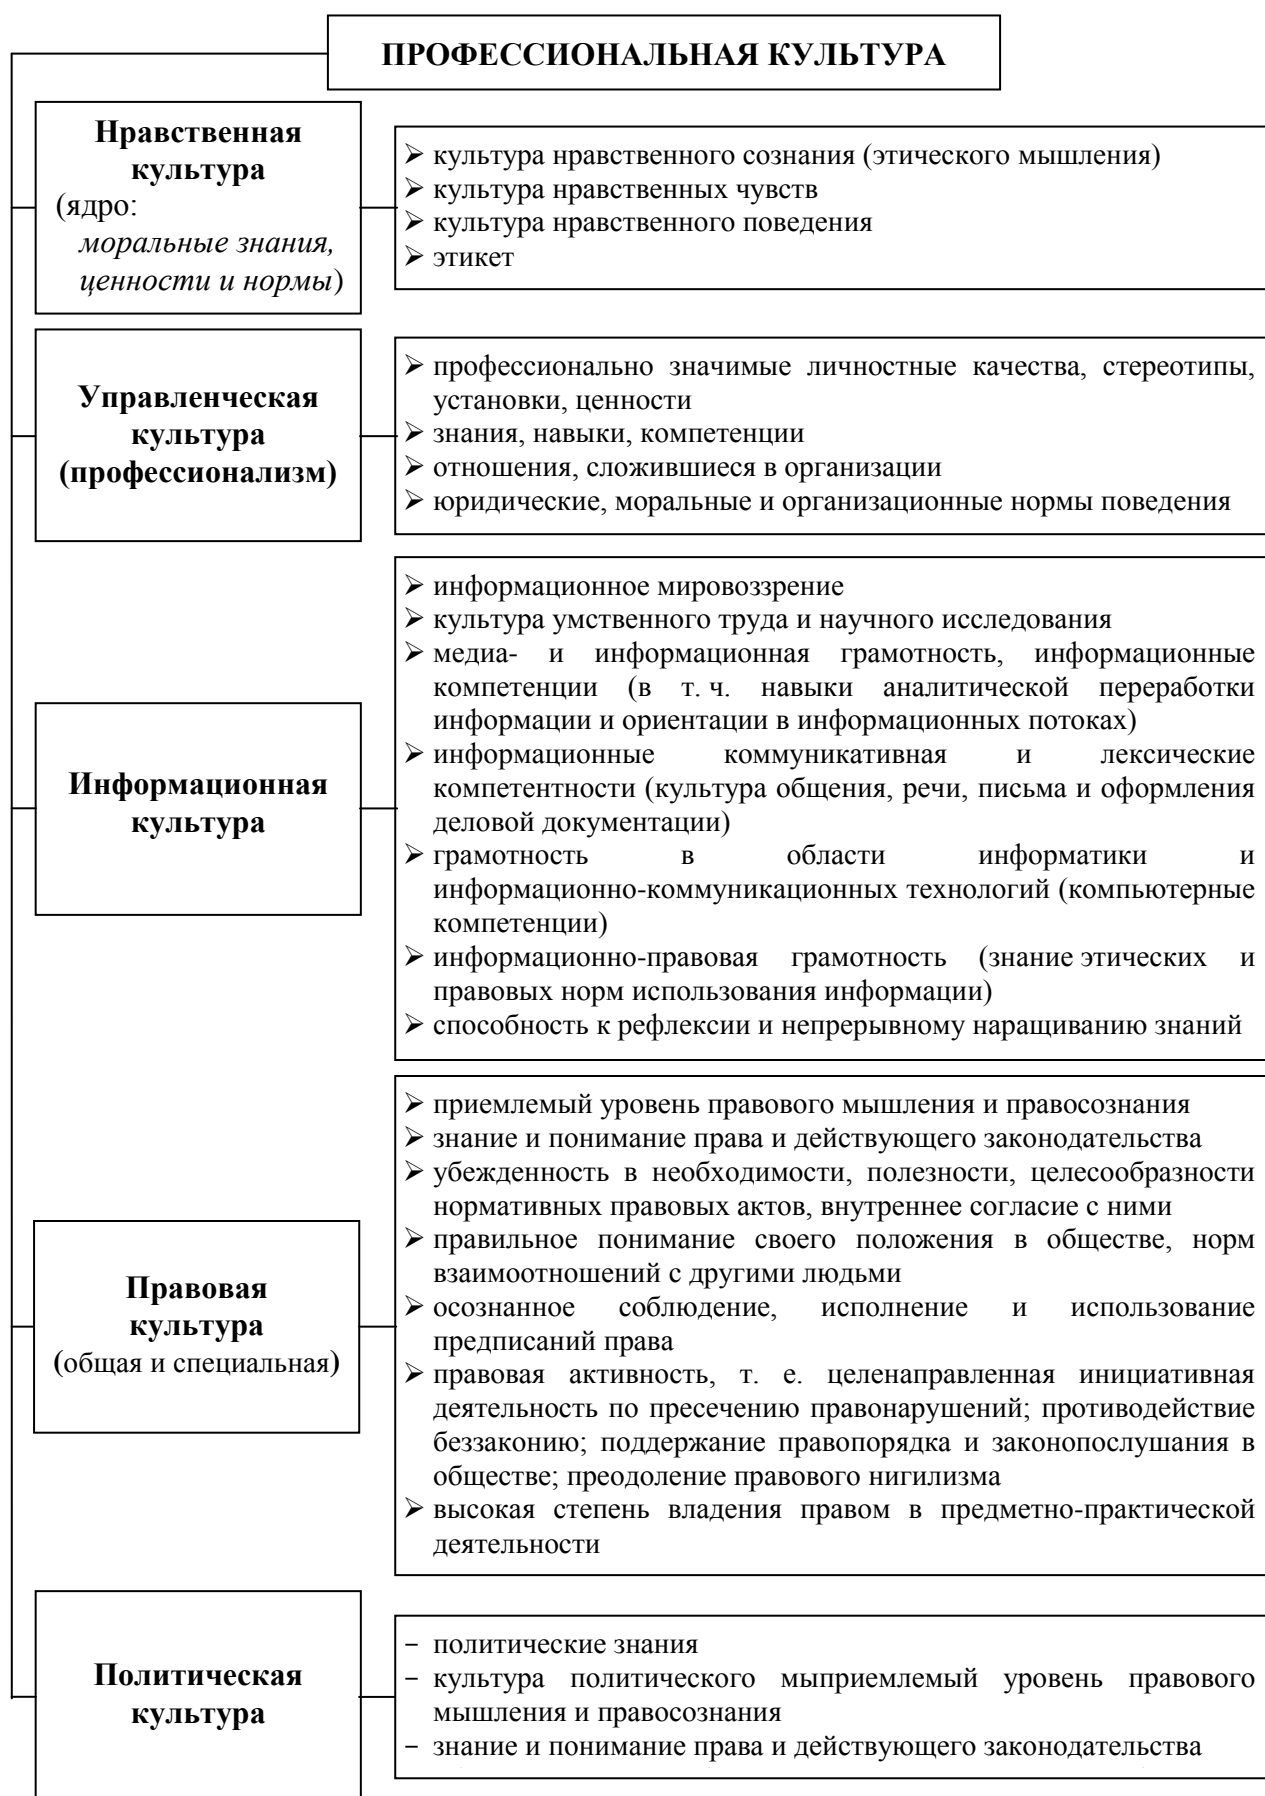 ПРОФЕССИОНАЛЬНАЯ КУЛЬТУРА
Нравственная
культура
(ядро:
моральные знания,
ценности и нормы)
➢ культура нравственного сознания (этического мышления)
➢ культура нравственных чувств
➢ культура нравственного поведения
➢ этикет
Управленческая
культура
(профессионализм)
➢ профессионально значимые личностные качества, стереотипы,
установки, ценности
➢ знания, навыки, компетенции
➢ отношения, сложившиеся в организации
➢ юридические, моральные и организационные нормы поведения
Информационная
культура
➢ информационное мировоззрение
➢ культура умственного труда и научного исследования
➢ медиа- и информационная грамотность, информационные
компетенции (в т. ч. навыки аналитической переработки
информации и ориентации в информационных потоках)
➢ информационные коммуникативная и лексические
компетентности (культура общения, речи, письма и оформления
деловой документации)
➢ грамотность в области информатики и
информационно-коммуникационных технологий (компьютерные
компетенции)
➢ информационно-правовая грамотность (знание этических и
правовых норм использования информации)
➢ способность к рефлексии и непрерывному наращиванию знаний
Правовая
культура
(общая и специальная)
➢ приемлемый уровень правового мышления и правосознания
➢ знание и понимание права и действующего законодательства
➢ убежденность в необходимости, полезности, целесообразности
нормативных правовых актов, внутреннее согласие с ними
➢ правильное понимание своего положения в обществе, норм
взаимоотношений с другими людьми
➢ осознанное соблюдение, исполнение и использование
предписаний права
➢ правовая активность, т. е. целенаправленная инициативная
деятельность по пресечению правонарушений; противодействие
беззаконию; поддержание правопорядка и законопослушания в
обществе; преодоление правового нигилизма
➢ высокая степень владения правом в предметно-практической
деятельности
Политическая
культура
– политические знания
– культура политического мыприемлемый уровень правового
мышления и правосознания
– знание и понимание права и действующего законодательства